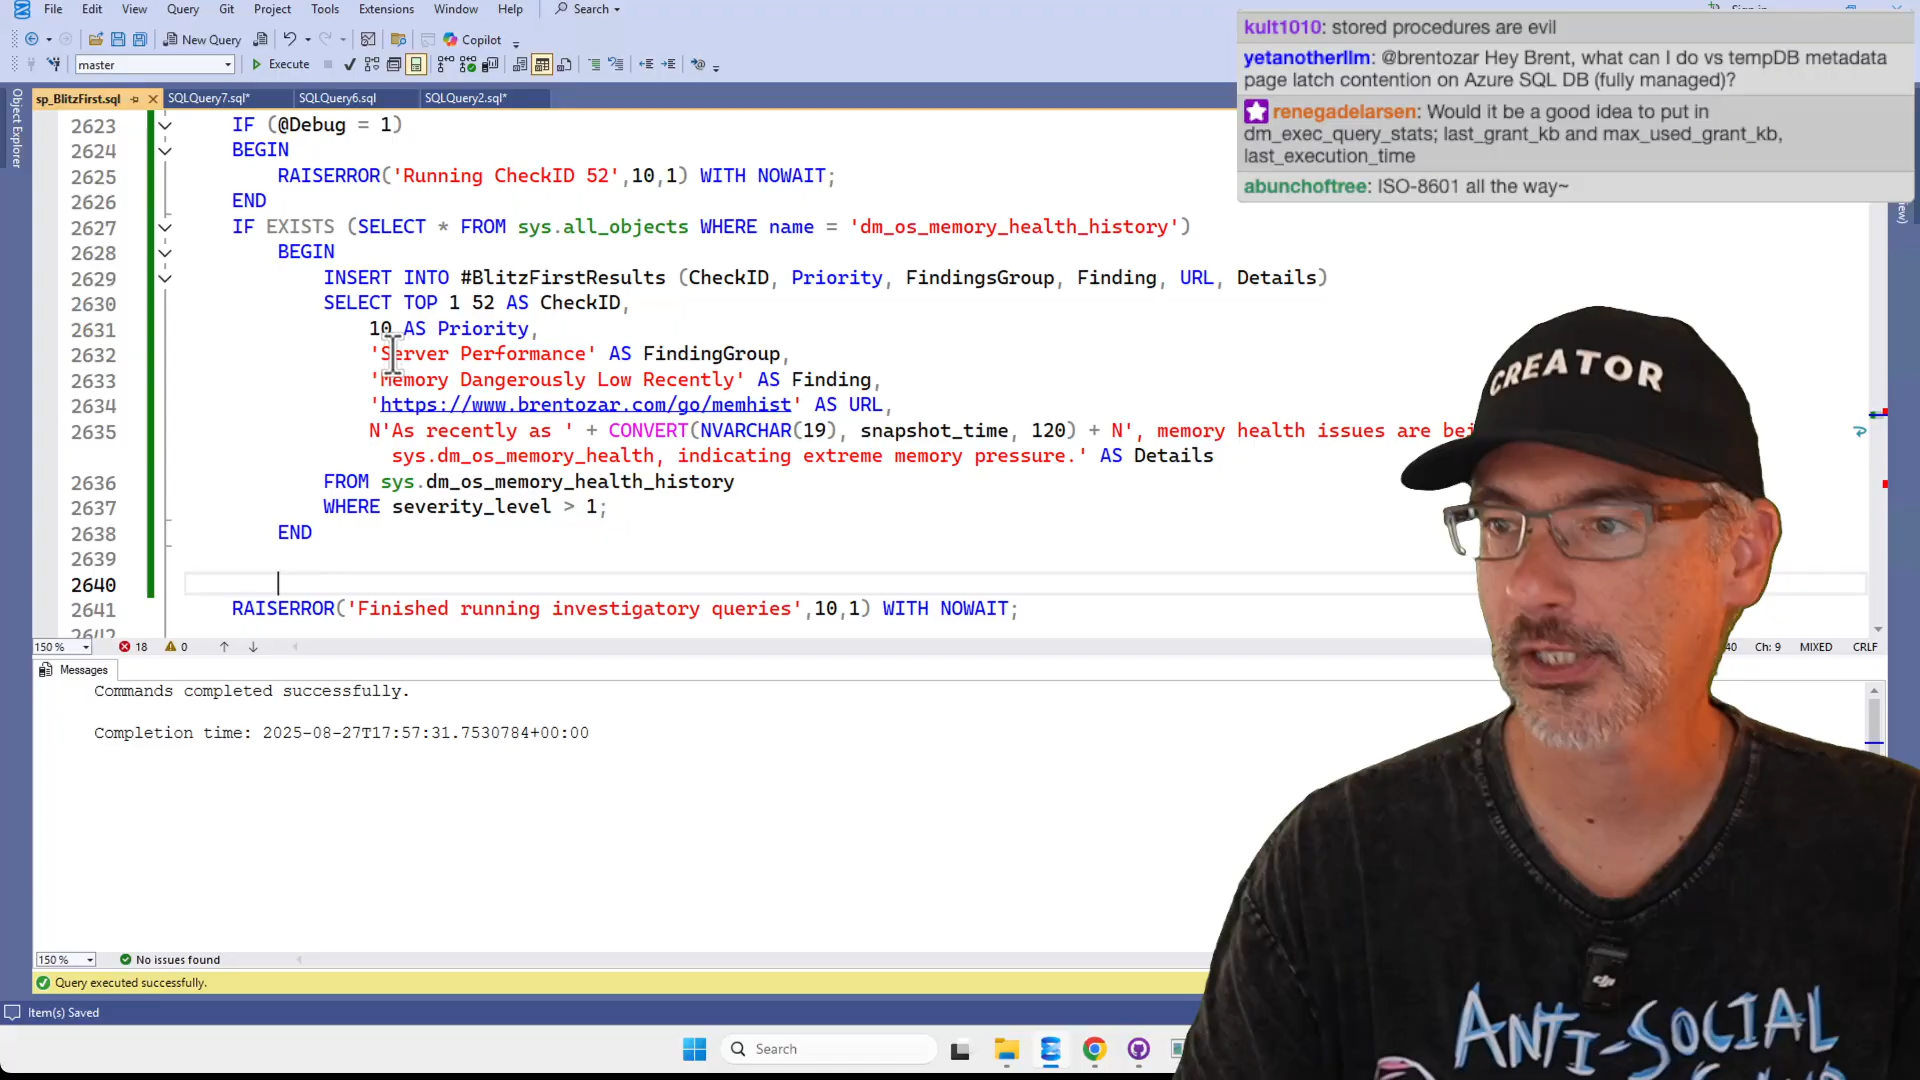 File Edit View Query Git Project Tools Extensions Window Help Search
New Query Copilot
master Execute
sp_BlitzFirst.sql SQLQuery7.sql* SQLQuery6.sql SQLQuery2.sql*
Object Explorer
kult1010: stored procedures are evil
yetanotherllm: @brentozar Hey Brent, what can I do vs tempDB metadata
page latch contention on Azure SQL DB (fully managed)?
renegadelarsen: Would it be a good idea to put in
dm_exec_query_stats; last_grant_kb and max_used_grant_kb,
last_execution_time
abunchoftree: ISO-8601 all the way~
2623 IF (@Debug = 1)
2624 BEGIN
2625 RAISERROR('Running CheckID 52',10,1) WITH NOWAIT;
2626 END
2627 IF EXISTS (SELECT * FROM sys.all_objects WHERE name = 'dm_os_memory_health_history')
2628 BEGIN
2629 INSERT INTO #BlitzFirstResults (CheckID, Priority, FindingsGroup, Finding, URL, Details)
2630 SELECT TOP 1 52 AS CheckID,
2631 10 AS Priority,
2632 'Server Performance' AS FindingGroup,
2633 'Memory Dangerously Low Recently' AS Finding,
2634 'https://www.brentozar.com/go/memhist' AS URL,
2635 N'As recently as ' + CONVERT(NVARCHAR(19), snapshot_time, 120) + N', memory health issues are bei
sys.dm_os_memory_health, indicating extreme memory pressure.' AS Details
2636 FROM sys.dm_os_memory_health_history
2637 WHERE severity_level > 1;
2638 END
2639
2640
2641 RAISERROR('Finished running investigatory queries',10,1) WITH NOWAIT;
2642
150 % 18 0 40 Ch: 9 MIXED CRLF
Messages
Commands completed successfully.
Completion time: 2025-08-27T17:57:31.7530784+00:00
150 % No issues found
Query executed successfully.
Item(s) Saved
Search
CREATOR
dji
ANTI-SOCIAL